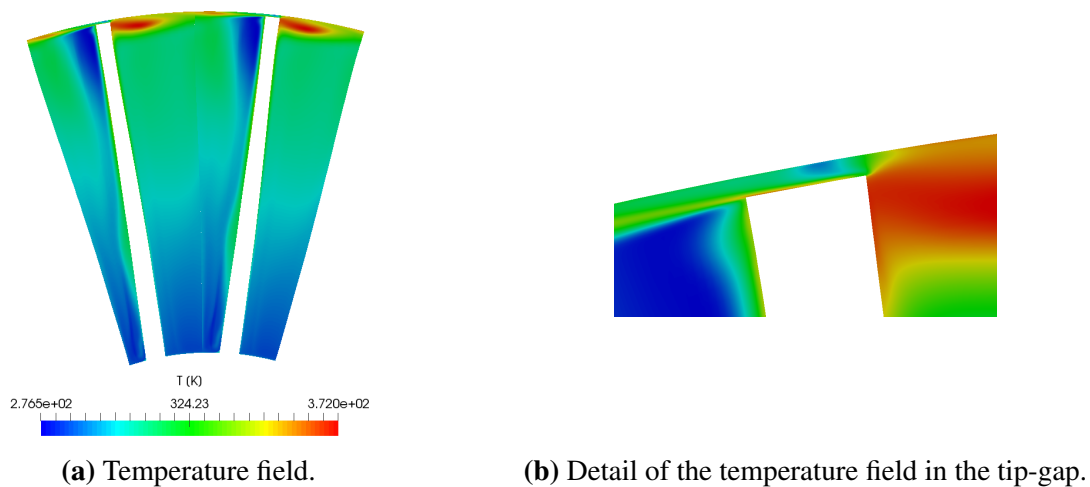 T (K)
2.765e+02 324.23 3.720e+02
(a) Temperature field.
(b) Detail of the temperature field in the tip-gap.